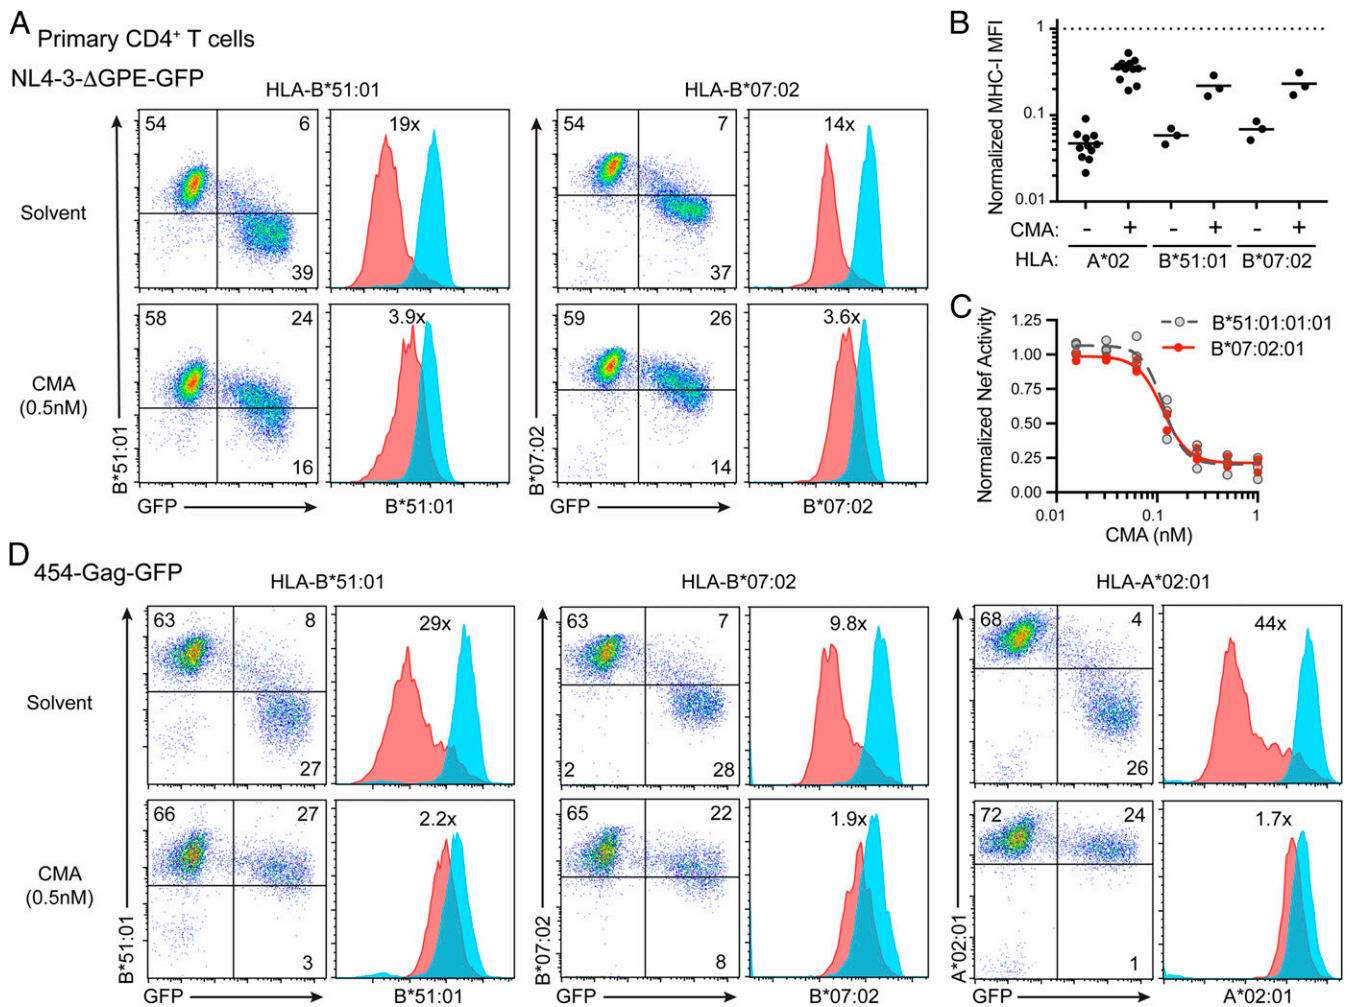 A
Primary CD4+ T cells
NL4-3-ΔGPE-GFP
HLA-B*51:01
HLA-B*07:02
Solvent
54 6
39
19x
54 7
37
14x
CMA
(0.5nM)
58 24
16
3.9x
59 26
14
3.6x
B*51:01
GFP
B*51:01
B*07:02
GFP
B*07:02
B
Normalized MHC-I MFI
1
0.1
0.01
CMA: - + - + - +
HLA: A*02 B*51:01 B*07:02
C
Normalized Nef Activity
1.25
1.00
0.75
0.50
0.25
0.00
B*51:01:01:01
B*07:02:01
0.01 0.1 1
CMA (nM)
D
454-Gag-GFP
HLA-B*51:01
HLA-B*07:02
HLA-A*02:01
Solvent
63 8
27
29x
63 7
2 28
9.8x
68 4
26
44x
CMA
(0.5nM)
66 27
3
2.2x
65 22
8
1.9x
72 24
1
1.7x
B*51:01
GFP
B*51:01
B*07:02
GFP
B*07:02
A*02:01
GFP
A*02:01